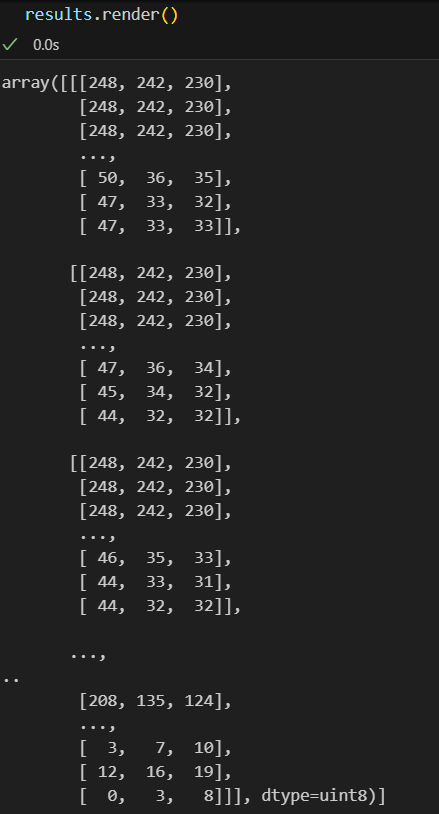 results.render()
✓ 0.0s
array([[[248, 242, 230],
        [248, 242, 230],
        [248, 242, 230],
        ...,
        [ 50,  36,  35],
        [ 47,  33,  32],
        [ 47,  33,  33]],

       [[248, 242, 230],
        [248, 242, 230],
        [248, 242, 230],
        ...,
        [ 47,  36,  34],
        [ 45,  34,  32],
        [ 44,  32,  32]],

       [[248, 242, 230],
        [248, 242, 230],
        [248, 242, 230],
        ...,
        [ 46,  35,  33],
        [ 44,  33,  31],
        [ 44,  32,  32]],

       ...,
..
        [208, 135, 124],
        ...,
        [  3,   7,  10],
        [ 12,  16,  19],
        [  0,   3,   8]]], dtype=uint8)]